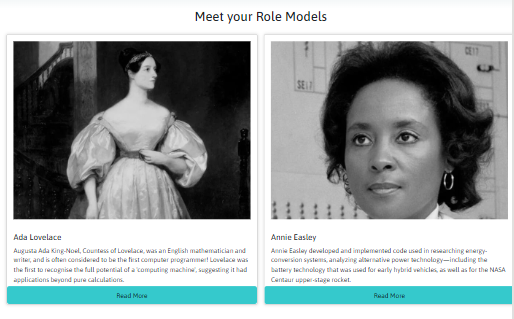 Meet your Role Models
CE17
SE17
Ada Lovelace
Augusta Ada King-Noel, Countess of Lovelace, was an English mathematician and
writer, and is often considered to be the first computer programmer! Lovelace was
the first to recognise the full potential of a 'computing machine', suggesting it had
applications beyond pure calculations.
Read More
Annie Easley
Annie Easley developed and implemented code used in researching energy-
conversion systems, analyzing alternative power technology—including the
battery technology that was used for early hybrid vehicles, as well as for the NASA
Centaur upper-stage rocket.
Read More